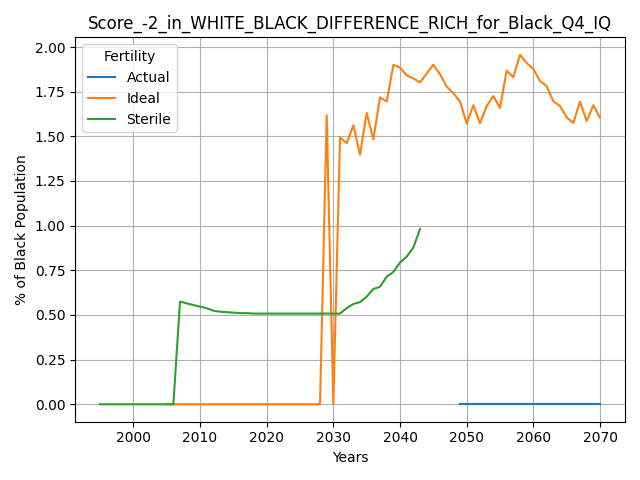 Score_-2_in_WHITE_BLACK_DIFFERENCE_RICH_for_Black_Q4_IQ
Fertility
Actual
Ideal
Sterile
% of Black Population
2.00
1.75
1.50
1.25
1.00
0.75
0.50
0.25
0.00
2000 2010 2020 2030 2040 2050 2060 2070
Years